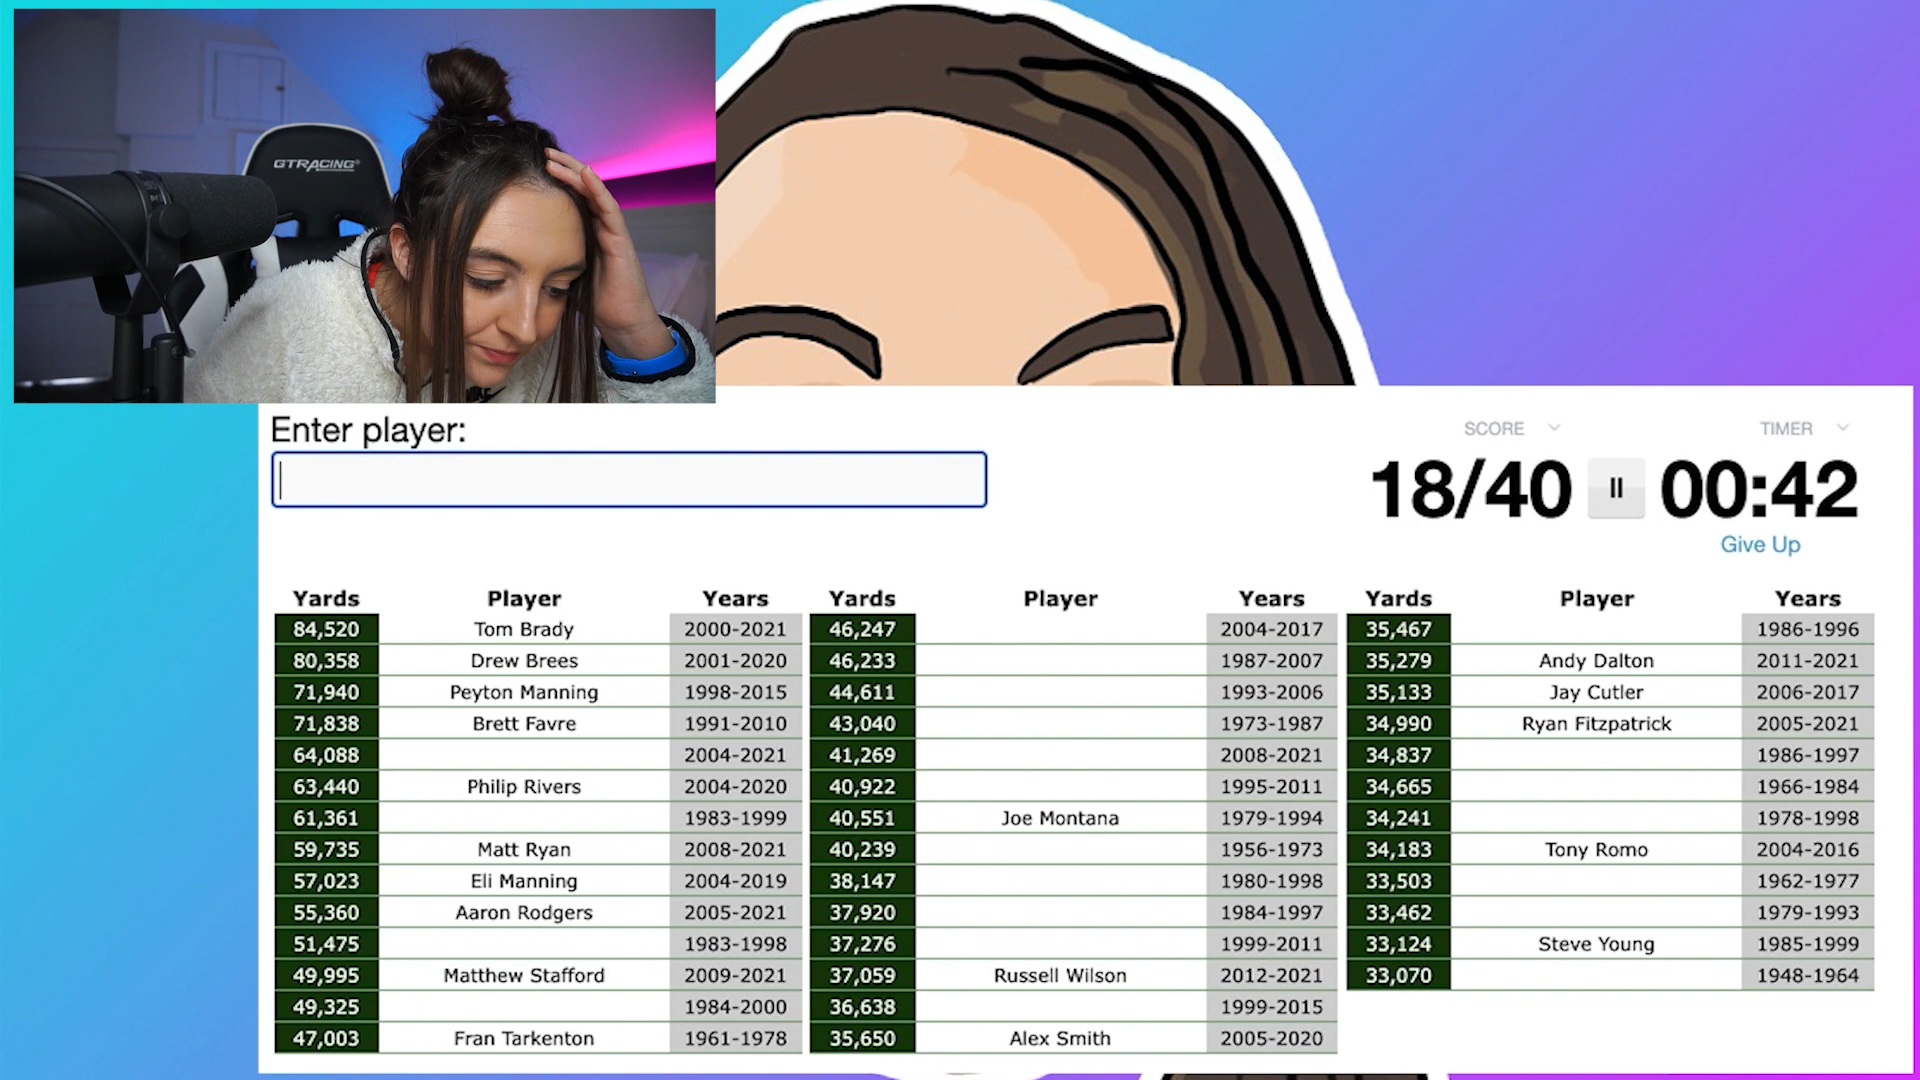 GTRACING
NIKE
Enter player:
SCORE
TIMER
18/40
00:42
Give Up
Yards Player Years Yards Player Years Yards Player Years
84,520 Tom Brady 2000-2021 46,247 2004-2017 35,467 1986-1996
80,358 Drew Brees 2001-2020 46,233 1987-2007 35,279 Andy Dalton 2011-2021
71,940 Peyton Manning 1998-2015 44,611 1993-2006 35,133 Jay Cutler 2006-2017
71,838 Brett Favre 1991-2010 43,040 1973-1987 34,990 Ryan Fitzpatrick 2005-2021
64,088 2004-2021 41,269 2008-2021 34,837 1986-1997
63,440 Philip Rivers 2004-2020 40,922 1995-2011 34,665 1966-1984
61,361 1983-1999 40,551 Joe Montana 1979-1994 34,241 1978-1998
59,735 Matt Ryan 2008-2021 40,239 1956-1973 34,183 Tony Romo 2004-2016
57,023 Eli Manning 2004-2019 38,147 1980-1998 33,503 1962-1977
55,360 Aaron Rodgers 2005-2021 37,920 1984-1997 33,462 1979-1993
51,475 1983-1998 37,276 1999-2011 33,124 Steve Young 1985-1999
49,995 Matthew Stafford 2009-2021 37,059 Russell Wilson 2012-2021 33,070 1948-1964
49,325 1984-2000 36,638 1999-2015
47,003 Fran Tarkenton 1961-1978 35,650 Alex Smith 2005-2020